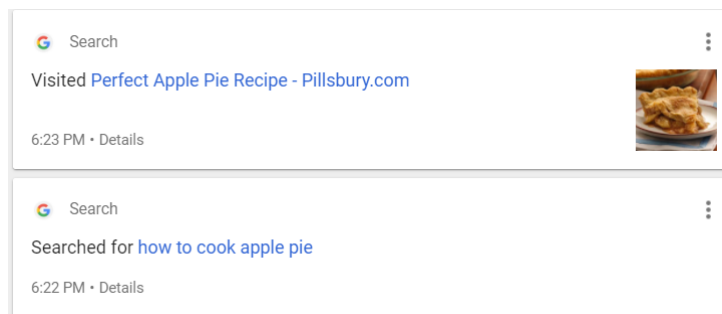 Search
Visited Perfect Apple Pie Recipe - Pillsbury.com
6:23 PM • Details
Search
Searched for how to cook apple pie
6:22 PM • Details